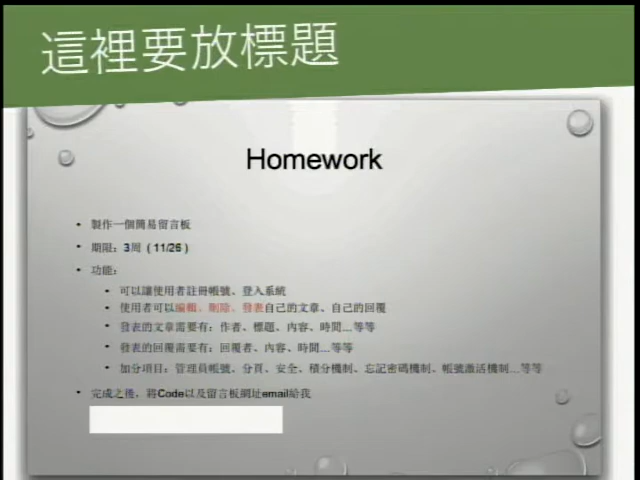 這裡要放標題
Homework
• 製作一個簡易留言板
• 期限：3周（11/26）
• 功能：
• 可以讓使用者註冊帳號、登入系統
• 使用者可以編輯、刪除、發表自己的文章、自己的回覆
• 發表的文章需要有：作者、標題、內容、時間...等等
• 發表的回覆需要有：回覆者、內容、時間...等等
• 加分項目：管理員帳號、分頁、安全、積分機制、忘記密碼機制、帳號激活機制...等等
• 完成之後，將Code以及留言板網址email給我